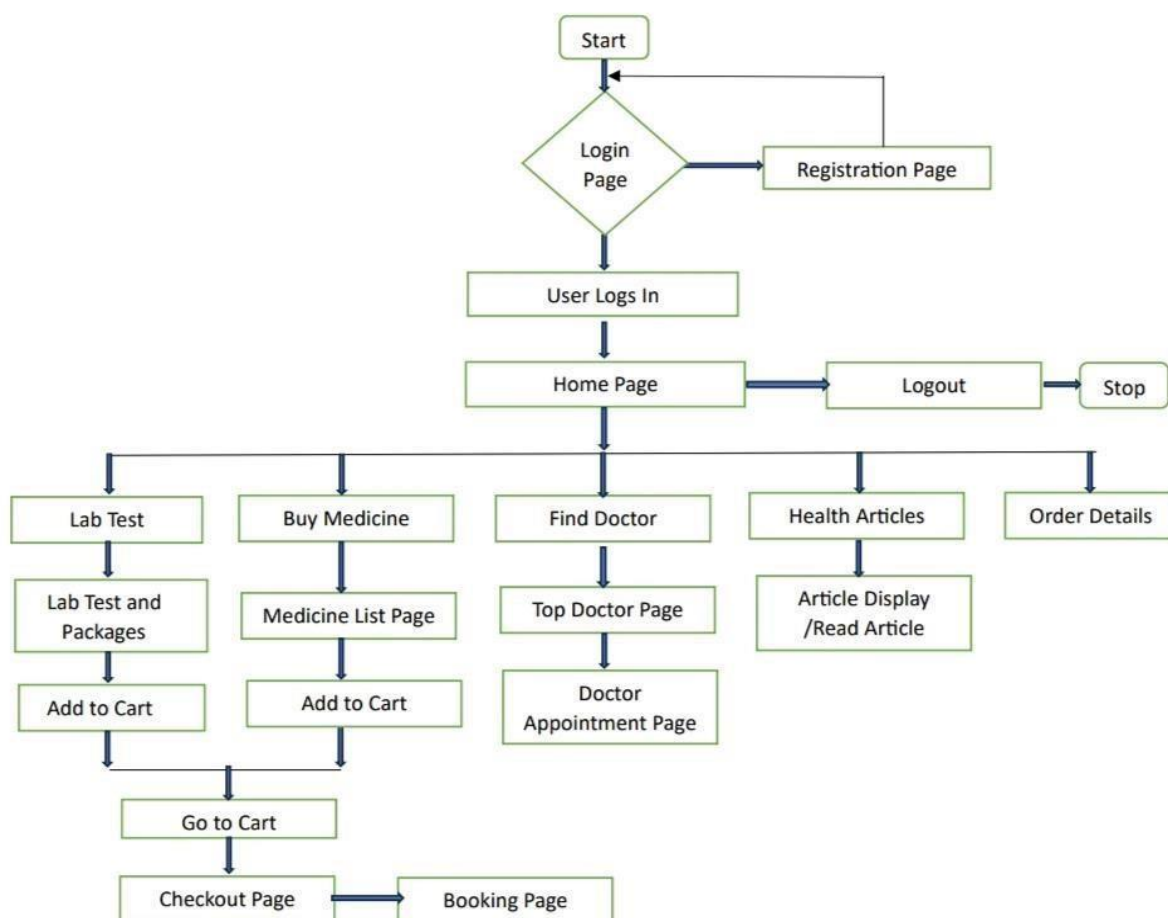 Start
Login
Page
Registration Page
User Logs In
Home Page
Logout
Stop
Lab Test
Buy Medicine
Find Doctor
Health Articles
Order Details
Lab Test and
Packages
Medicine List Page
Top Doctor Page
Article Display
/Read Article
Add to Cart
Add to Cart
Doctor
Appointment Page
Go to Cart
Checkout Page
Booking Page